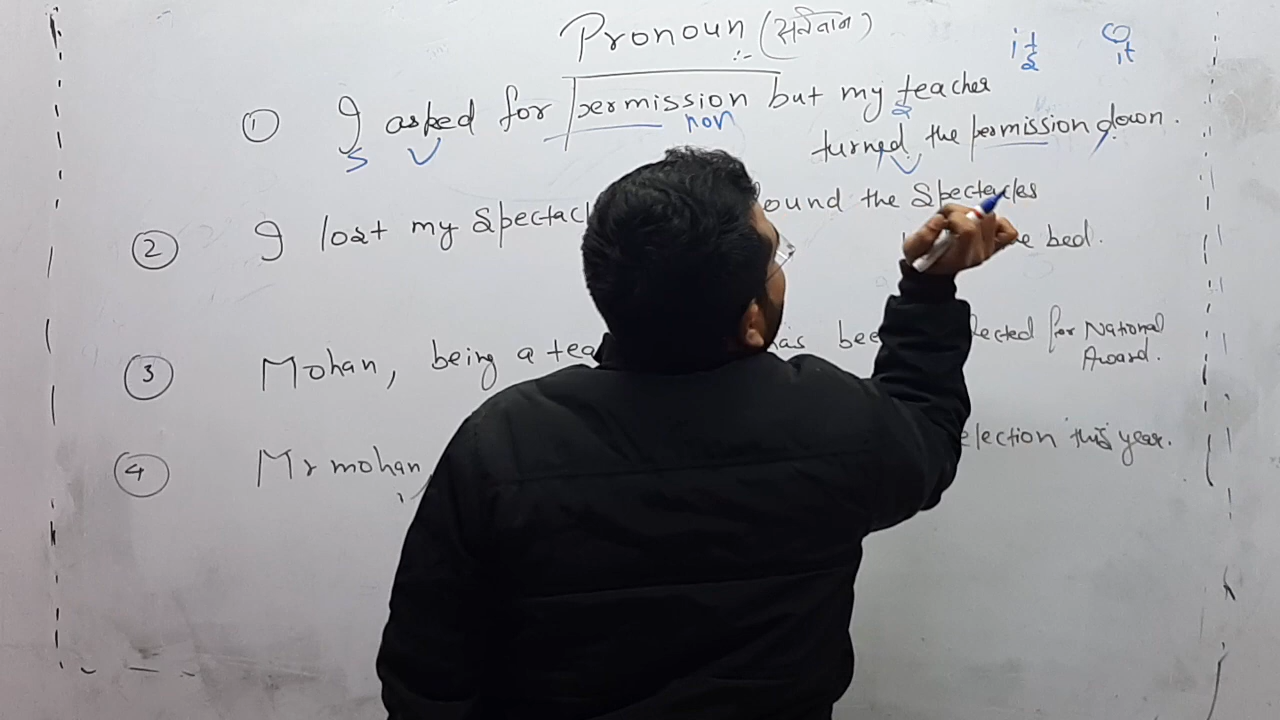 Pronoun (सर्वनाम) :-
① I asked for permission but my teacher
turned the permission down.
② I lost my spectac ound the spectacles
e bed.
③ Mohan, being a tea has bee lected for National
Award.
④ Mr mohan, election this year.
it it
S V non S V